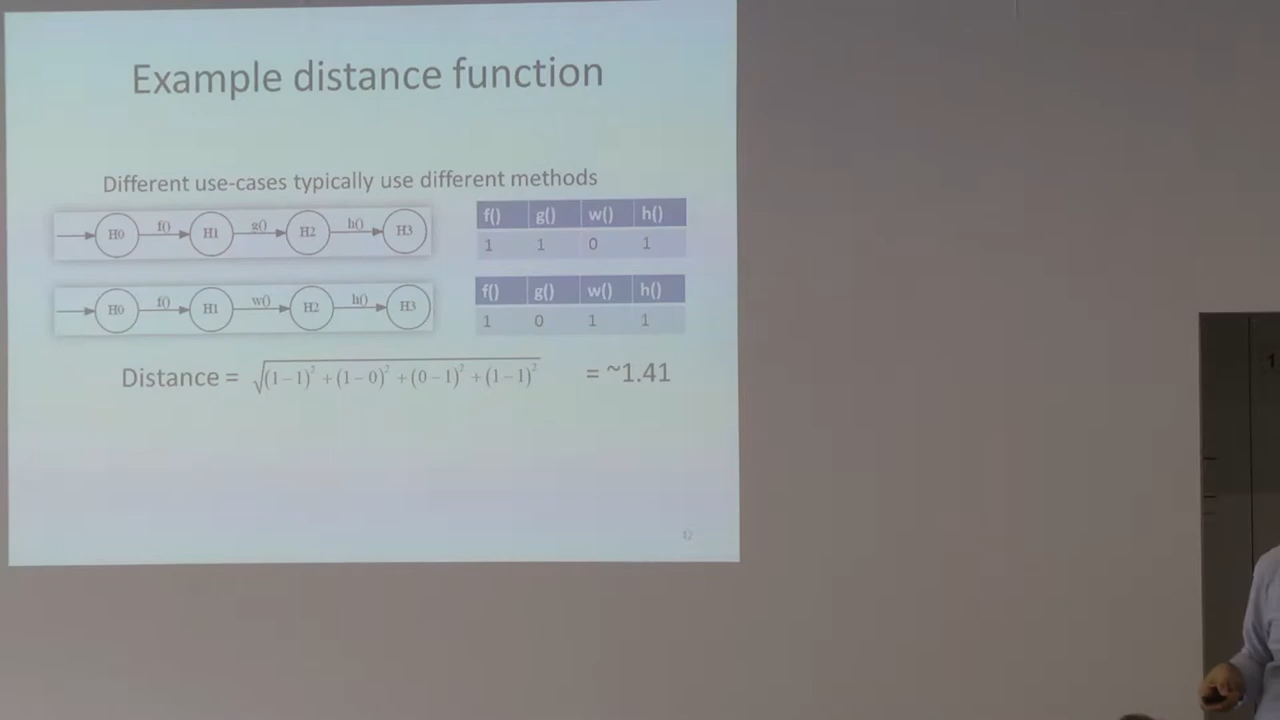 Example distance function
Different use-cases typically use different methods
H0 f() H1 g() H2 h() H3
f() g() w() h()
1 1 0 1
H0 f() H1 w() H2 h() H3
f() g() w() h()
1 0 1 1
Distance = √(1−1)² + (1−0)² + (0−1)² + (1−1)² = ~1.41